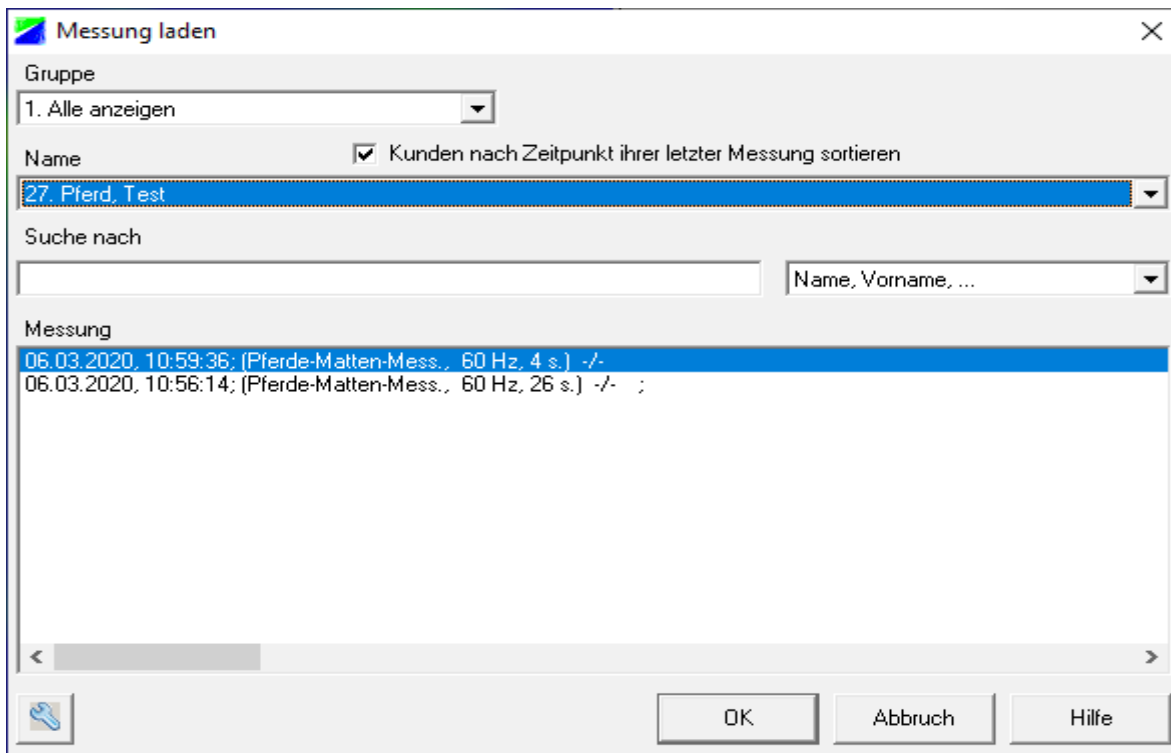 Messung laden
Gruppe
1. Alle anzeigen
Name
Kunden nach Zeitpunkt ihrer letzter Messung sortieren
27. Pferd, Test
Suche nach
Name, Vorname, ...
Messung
06.03.2020, 10:59:36; (Pferde-Matten-Mess.,  60 Hz, 4 s.)  -/-
06.03.2020, 10:56:14; (Pferde-Matten-Mess.,  60 Hz, 26 s.)  -/-   ;
OK
Abbruch
Hilfe